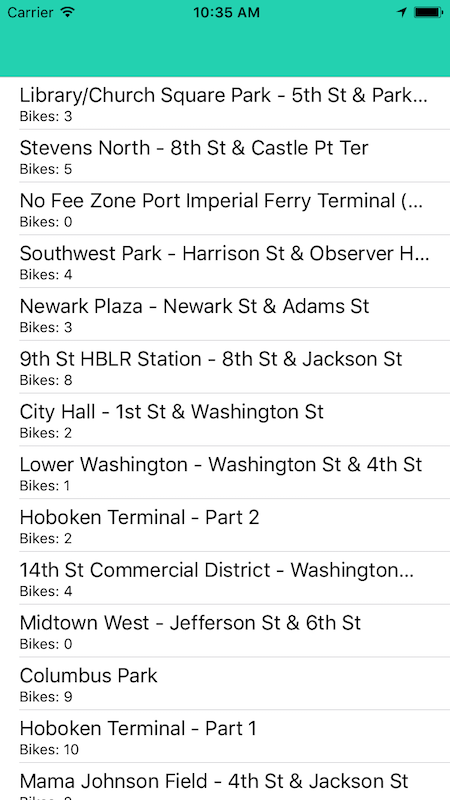 Carrier 10:35 AM
Library/Church Square Park - 5th St & Park...
Bikes: 3
Stevens North - 8th St & Castle Pt Ter
Bikes: 5
No Fee Zone Port Imperial Ferry Terminal (...
Bikes: 0
Southwest Park - Harrison St & Observer H...
Bikes: 4
Newark Plaza - Newark St & Adams St
Bikes: 3
9th St HBLR Station - 8th St & Jackson St
Bikes: 8
City Hall - 1st St & Washington St
Bikes: 2
Lower Washington - Washington St & 4th St
Bikes: 1
Hoboken Terminal - Part 2
Bikes: 2
14th St Commercial District - Washington...
Bikes: 4
Midtown West - Jefferson St & 6th St
Bikes: 0
Columbus Park
Bikes: 9
Hoboken Terminal - Part 1
Bikes: 10
Mama Johnson Field - 4th St & Jackson St
Bikes: